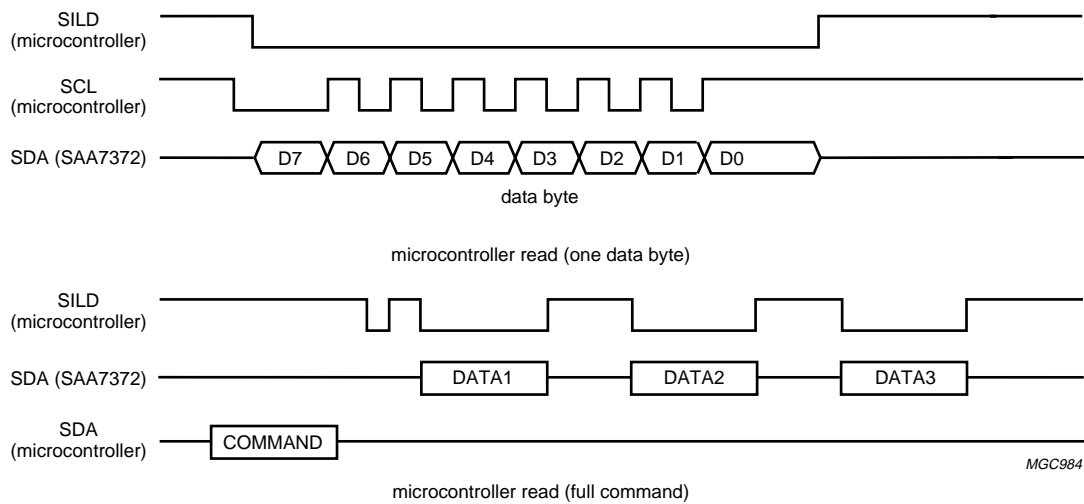 SILD
(microcontroller)
SCL
(microcontroller)
SDA (SAA7372) D7 D6 D5 D4 D3 D2 D1 D0
data byte
microcontroller read (one data byte)
SILD
(microcontroller)
SDA (SAA7372) DATA1 DATA2 DATA3
SDA
(microcontroller) COMMAND
MGC984
microcontroller read (full command)